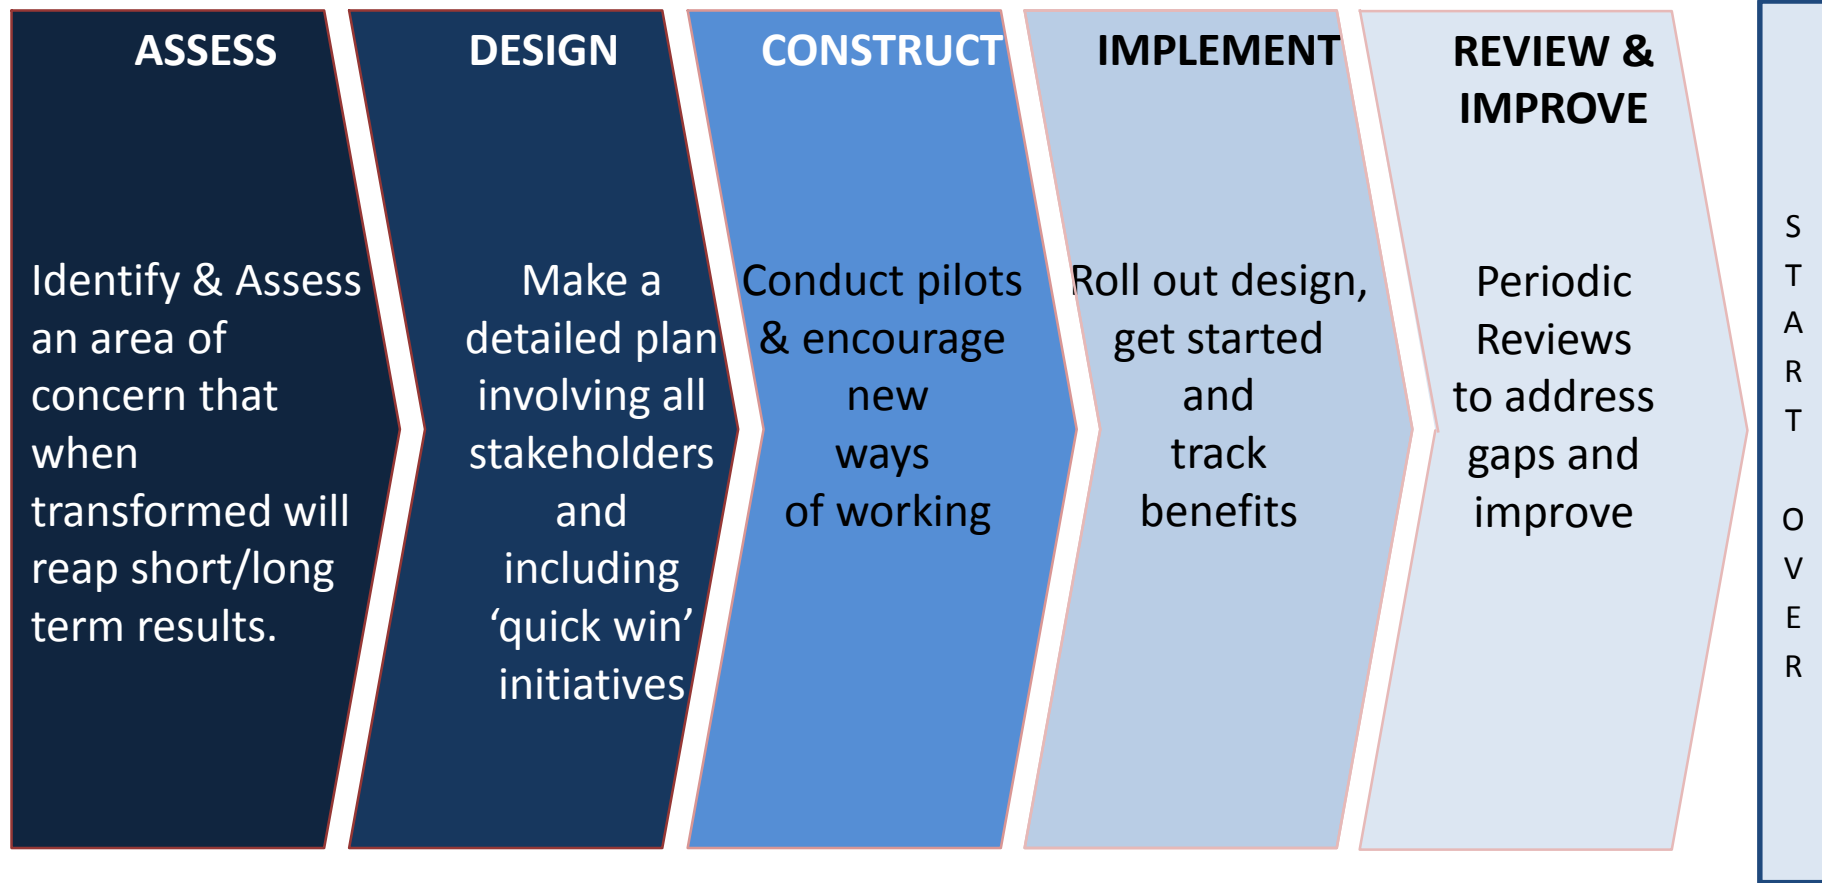 ASSESS
Identify & Assess
an area of
concern that
when
transformed will
reap short/long
term results.
DESIGN
Make a
detailed plan
involving all
stakeholders
and
including
‘quick win’
initiatives
CONSTRUCT
Conduct pilots
& encourage
new
ways
of working
IMPLEMENT
Roll out design,
get started
and
track
benefits
REVIEW &
IMPROVE
Periodic
Reviews
to address
gaps and
improve
START OVER